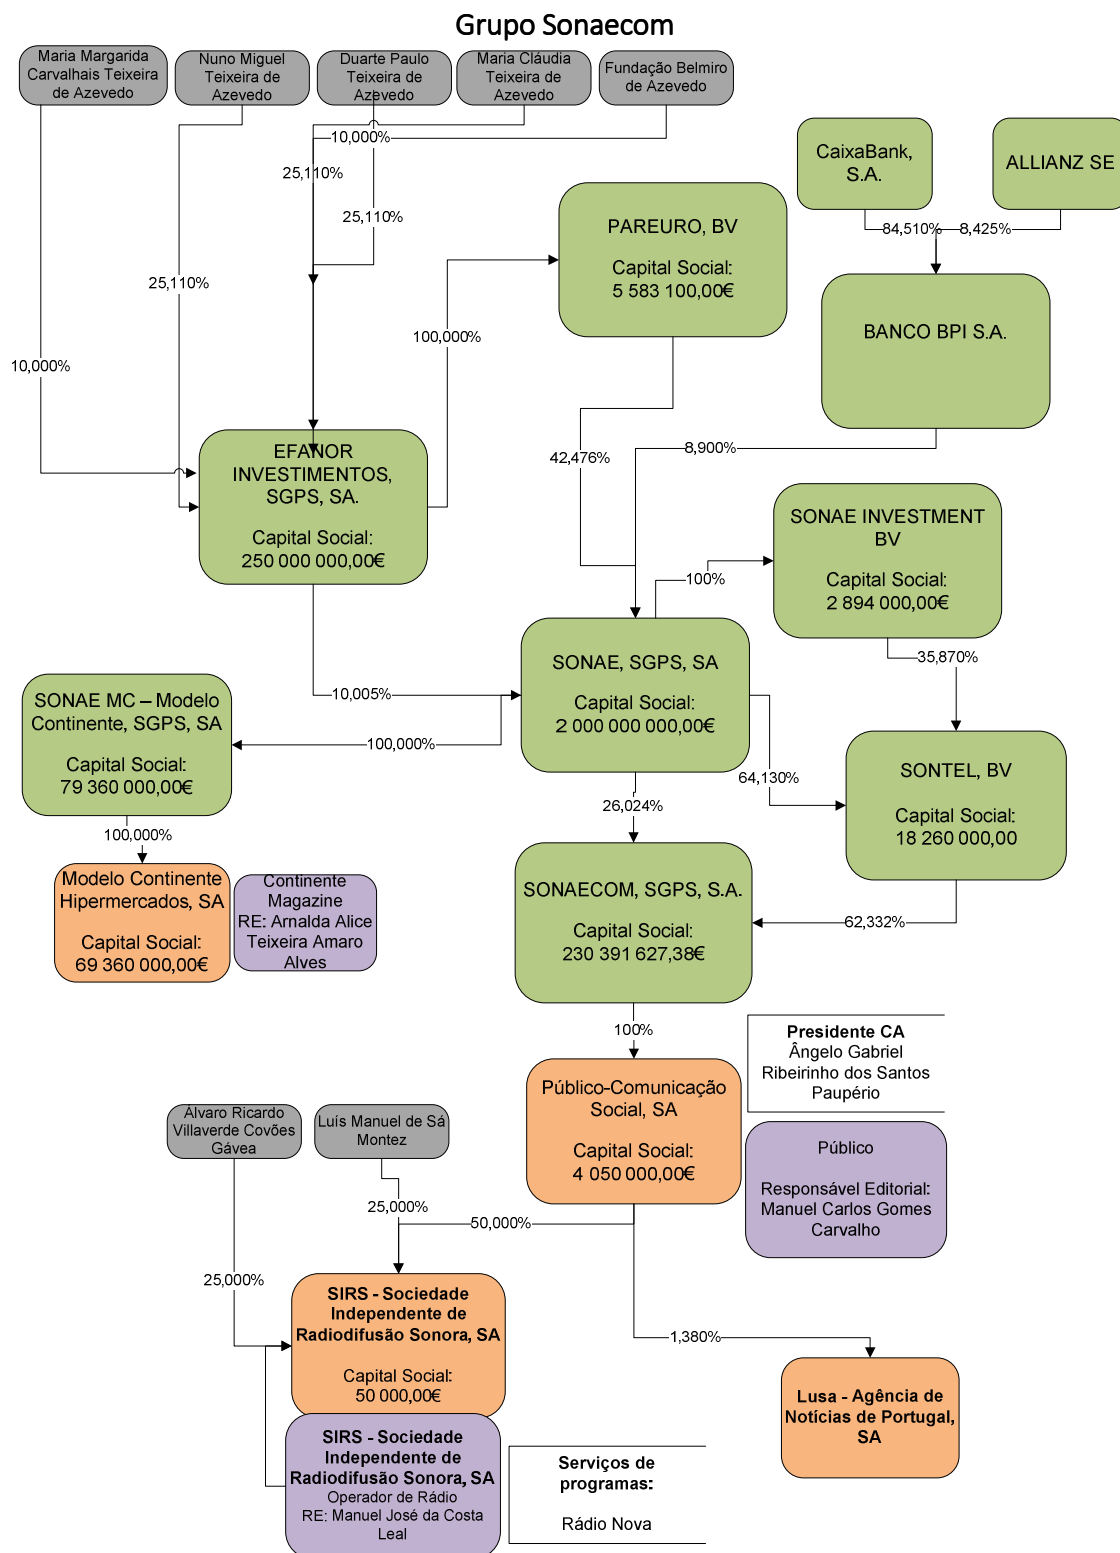 Grupo Sonaecom
Maria Margarida
Carvalhais Teixeira
de Azevedo
Nuno Miguel
Teixeira de
Azevedo
Duarte Paulo
Teixeira de
Azevedo
Maria Cláudia
Teixeira de
Azevedo
Fundação Belmiro
de Azevedo
CaixaBank,
S.A.
ALLIANZ SE
10,000%
25,110%
25,110%
25,110%
10,000%
84,510%
8,425%
PAREURO, BV
Capital Social:
5 583 100,00€
BANCO BPI S.A.
100,000%
42,476%
8,900%
EFANOR
INVESTIMENTOS,
SGPS, SA.
Capital Social:
250 000 000,00€
SONAE INVESTMENT
BV
Capital Social:
2 894 000,00€
100%
35,870%
SONAE, SGPS, SA
Capital Social:
2 000 000 000,00€
10,005%
SONAE MC – Modelo
Continente, SGPS, SA
Capital Social:
79 360 000,00€
100,000%
64,130%
SONTEL, BV
Capital Social:
18 260 000,00
26,024%
100,000%
Modelo Continente
Hipermercados, SA
Capital Social:
69 360 000,00€
Continente
Magazine
RE: Arnalda Alice
Teixeira Amaro
Alves
SONAECOM, SGPS, S.A.
Capital Social:
230 391 627,38€
62,332%
100%
Presidente CA
Ângelo Gabriel
Ribeirinho dos Santos
Paupério
Público-Comunicação
Social, SA
Capital Social:
4 050 000,00€
Público
Responsável Editorial:
Manuel Carlos Gomes
Carvalho
Álvaro Ricardo
Villaverde Covões
Gávea
Luís Manuel de Sá
Montez
25,000%
50,000%
25,000%
SIRS - Sociedade
Independente de
Radiodifusão Sonora, SA
Capital Social:
50 000,00€
1,380%
Lusa - Agência de
Notícias de Portugal,
SA
SIRS - Sociedade
Independente de
Radiodifusão Sonora, SA
Operador de Rádio
RE: Manuel José da Costa
Leal
Serviços de
programas:
Rádio Nova